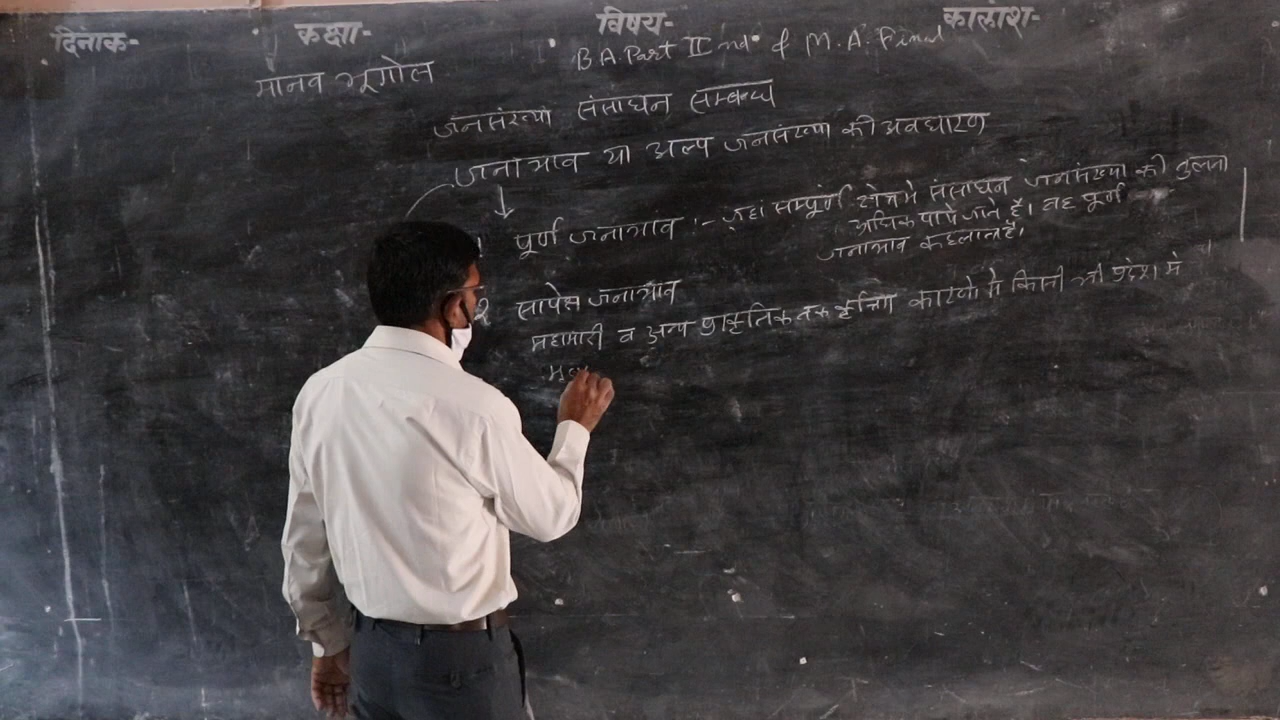 दिनाक- कक्षा- विषय- कालांश-
B.A. Part II nd & M.A. Final
मानव भूगोल
जनसंख्या संसाधन सम्बन्ध
जनाभाव या अल्प जनसंख्या की अवधारणा
पूर्ण जनाभाव :- जहां सम्पूर्ण क्षेत्र मे संसाधन जनसंख्या की तुलना
अधिक पाये जाते है। वह पूर्ण
जनाभाव कहलाता है।
2 सापेक्ष जनाभाव
महामारी व अन्य प्राकृतिक कारणो से किसी भी प्रदेश मे